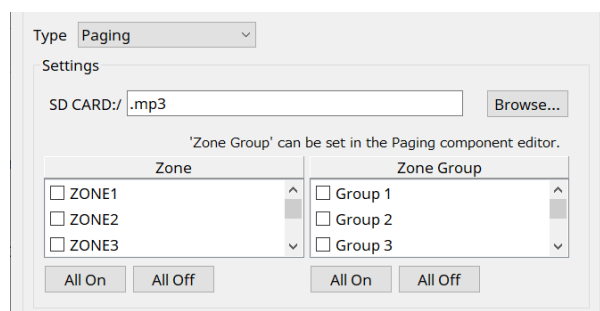 Type Paging
Settings
SD CARD:/ .mp3 Browse...
'Zone Group' can be set in the Paging component editor.
Zone Zone Group
ZONE1 Group 1
ZONE2 Group 2
ZONE3 Group 3
All On All Off All On All Off